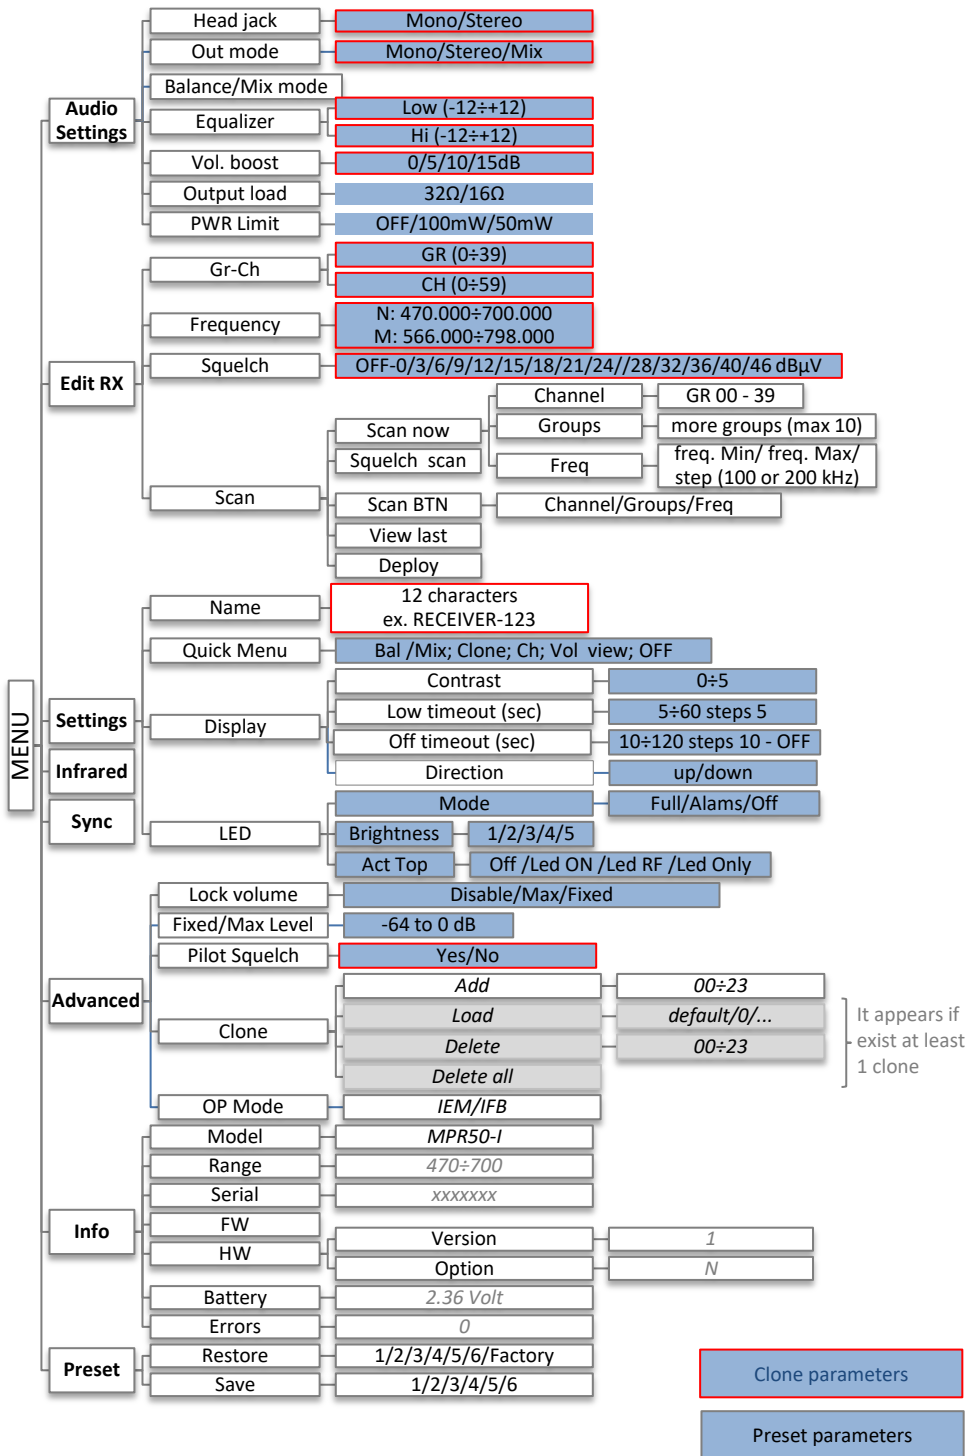 MENU
Audio
Settings
Head jack
Mono/Stereo
Out mode
Mono/Stereo/Mix
Balance/Mix mode
Equalizer
Low (-12÷+12)
Hi (-12÷+12)
Vol. boost
0/5/10/15dB
Output load
32Ω/16Ω
PWR Limit
OFF/100mW/50mW
Edit RX
Gr-Ch
GR (0÷39)
CH (0÷59)
Frequency
N: 470.000÷700.000
M: 566.000÷798.000
Squelch
OFF-0/3/6/9/12/15/18/21/24//28/32/36/40/46 dBµV
Scan
Scan now
Channel
GR 00 - 39
Groups
more groups (max 10)
Freq
freq. Min/ freq. Max/
step (100 or 200 kHz)
Squelch scan
Scan BTN
Channel/Groups/Freq
View last
Deploy
Settings
Name
12 characters
ex. RECEIVER-123
Quick Menu
Bal /Mix; Clone; Ch; Vol view; OFF
Display
Contrast
0÷5
Low timeout (sec)
5÷60 steps 5
Off timeout (sec)
10÷120 steps 10 - OFF
Direction
up/down
LED
Mode
Full/Alams/Off
Brightness
1/2/3/4/5
Act Top
Off /Led ON /Led RF /Led Only
Infrared
Sync
Advanced
Lock volume
Disable/Max/Fixed
Fixed/Max Level
-64 to 0 dB
Pilot Squelch
Yes/No
Clone
Add
00÷23
Load
default/0/...
Delete
00÷23
Delete all
It appears if
exist at least
1 clone
OP Mode
IEM/IFB
Info
Model
MPR50-I
Range
470÷700
Serial
xxxxxxx
FW
HW
Version
1
Option
N
Battery
2.36 Volt
Errors
0
Preset
Restore
1/2/3/4/5/6/Factory
Save
1/2/3/4/5/6
Clone parameters
Preset parameters